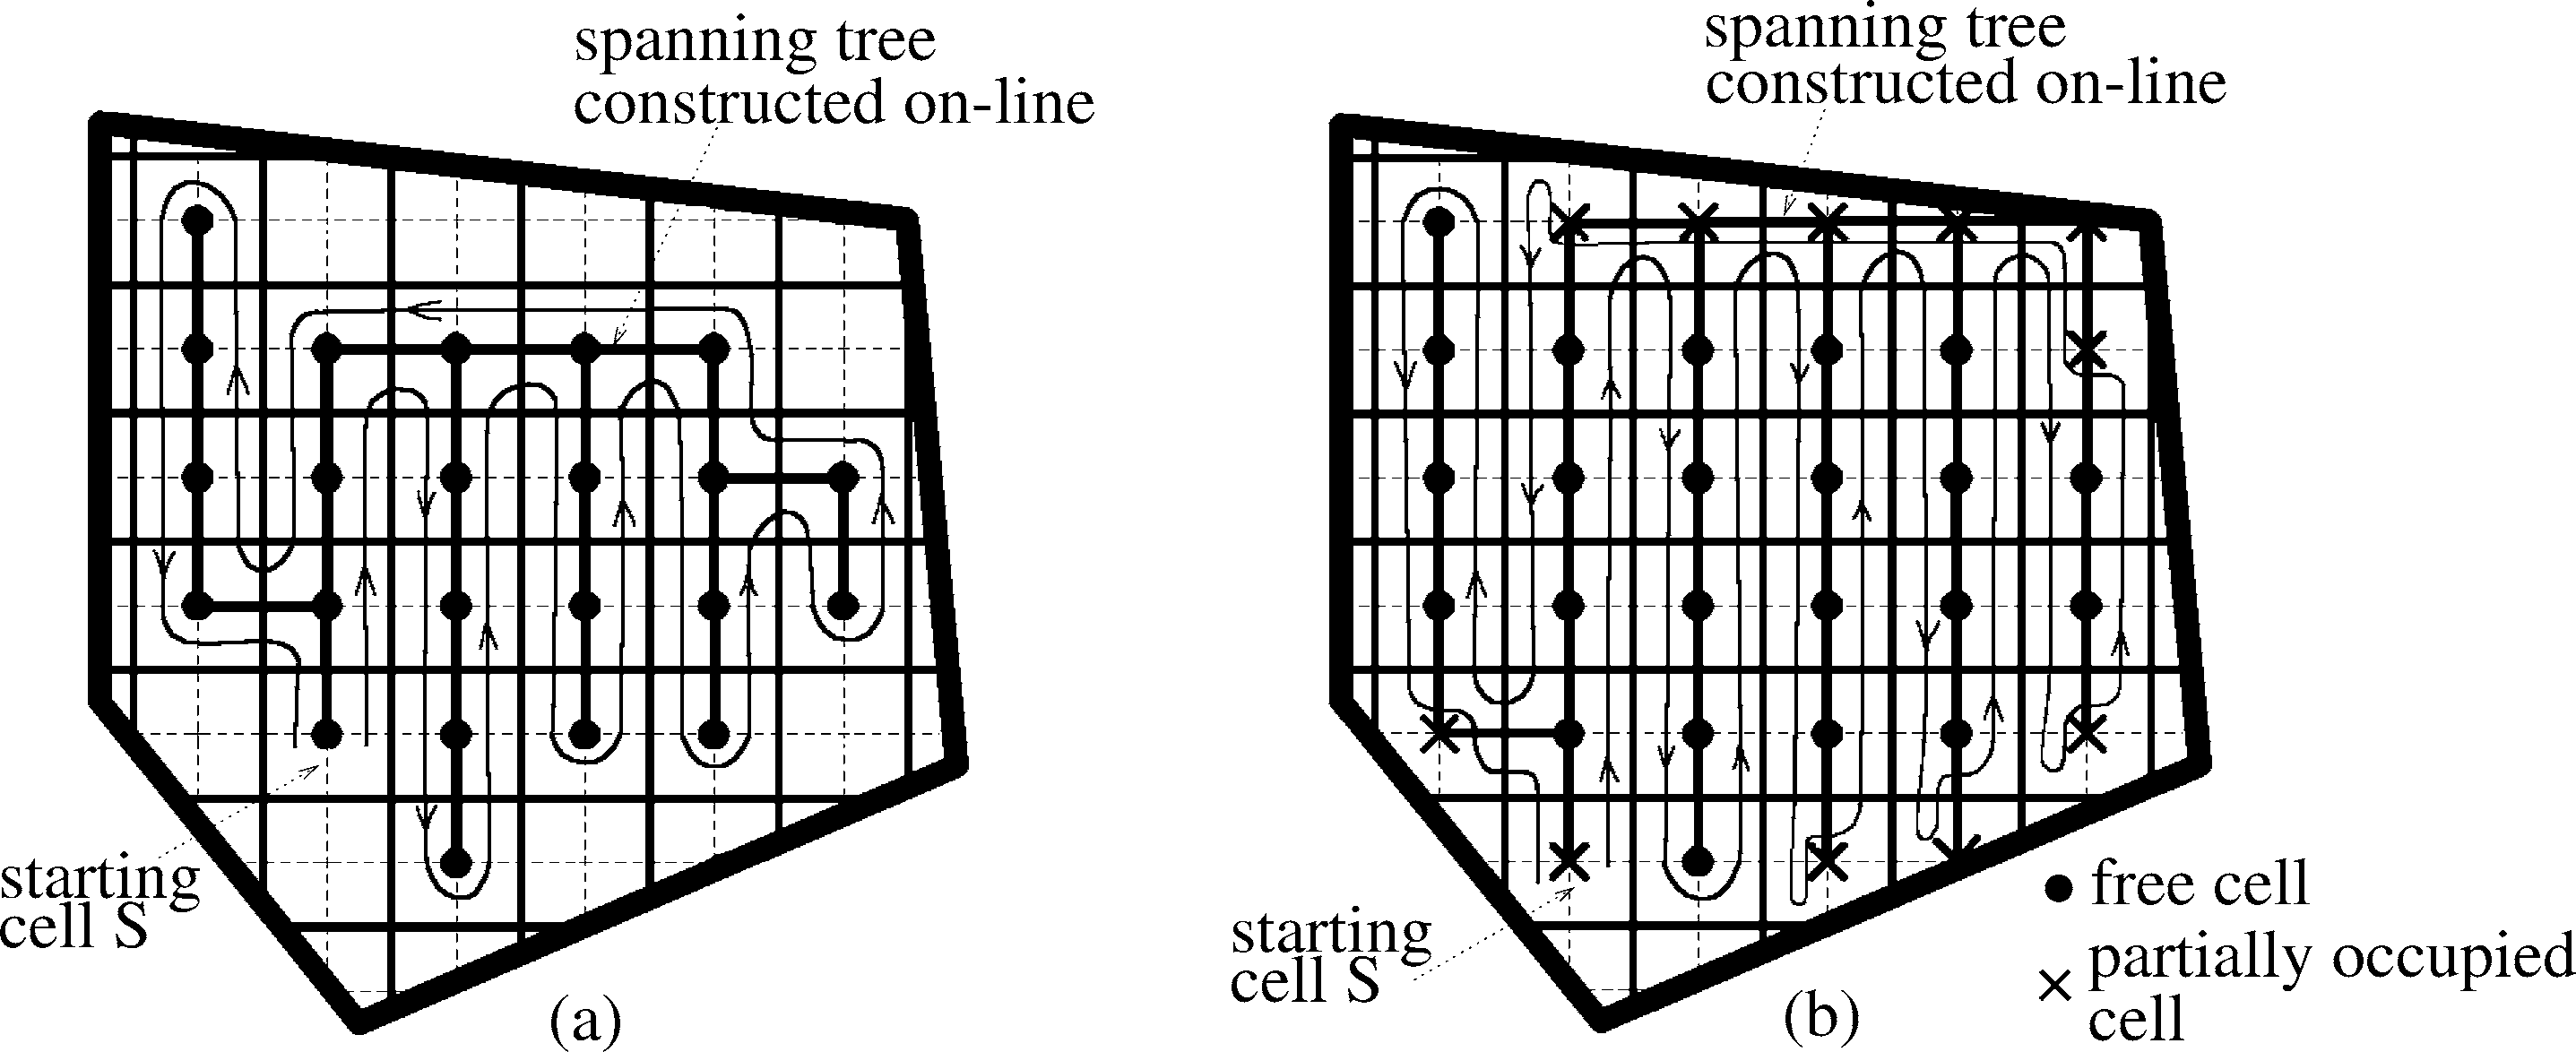 spanning tree
constructed on-line
starting
cell S
(a)
spanning tree
constructed on-line
starting
cell S
(b)
free cell
partially occupied
cell